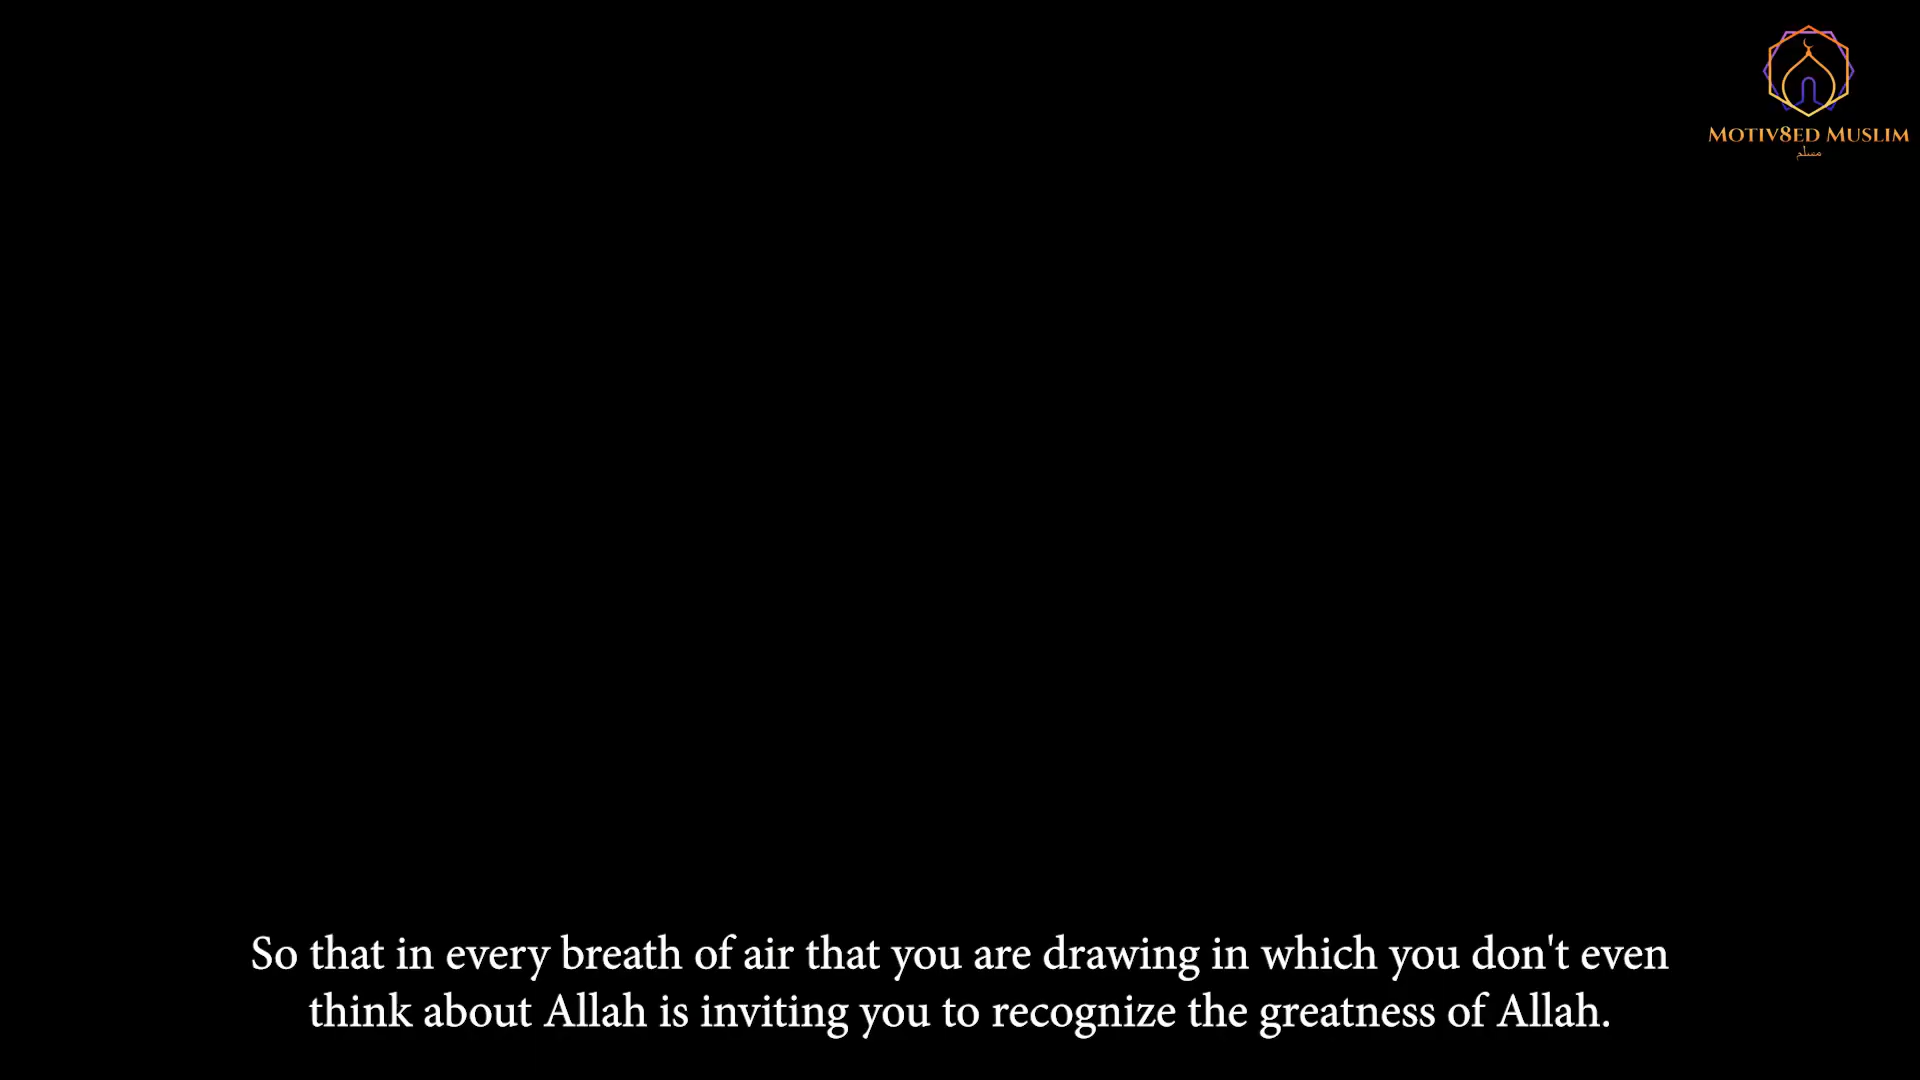 MOTIV8ED MUSLIM
مسلم
So that in every breath of air that you are drawing in which you don't even
think about Allah is inviting you to recognize the greatness of Allah.